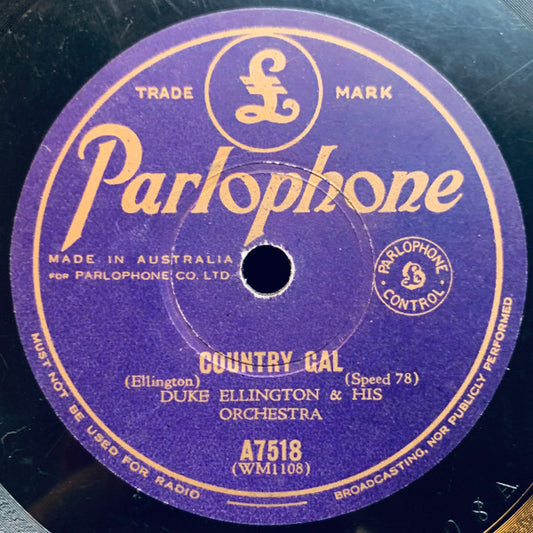 TRADE MARK
Parlophone
MADE IN AUSTRALIA
FOR PARLOPHONE CO. LTD
PARLOPHONE
CONTROL
COUNTRY GAL
(Ellington) (Speed 78)
DUKE ELLINGTON & HIS
ORCHESTRA
A7518
(WM1108)
MUST NOT BE USED FOR RADIO BROADCASTING, NOR PUBLICLY PERFORMED.